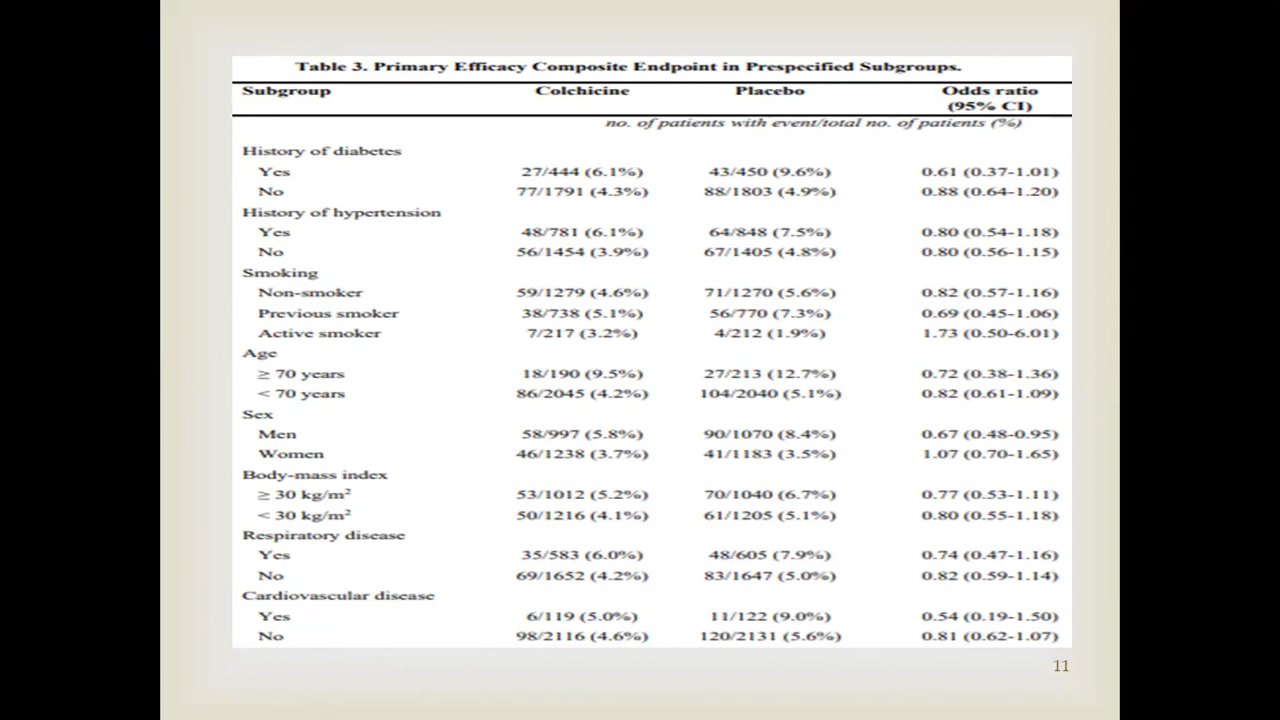 Table 3. Primary Efficacy Composite Endpoint in Prespecified Subgroups.
Subgroup Colchicine Placebo Odds ratio
(95% CI)
no. of patients with event/total no. of patients (%)
History of diabetes
Yes 27/444 (6.1%) 43/450 (9.6%) 0.61 (0.37-1.01)
No 77/1791 (4.3%) 88/1803 (4.9%) 0.88 (0.64-1.20)
History of hypertension
Yes 48/781 (6.1%) 64/848 (7.5%) 0.80 (0.54-1.18)
No 56/1454 (3.9%) 67/1405 (4.8%) 0.80 (0.56-1.15)
Smoking
Non-smoker 59/1279 (4.6%) 71/1270 (5.6%) 0.82 (0.57-1.16)
Previous smoker 38/738 (5.1%) 56/770 (7.3%) 0.69 (0.45-1.06)
Active smoker 7/217 (3.2%) 4/212 (1.9%) 1.73 (0.50-6.01)
Age
≥ 70 years 18/190 (9.5%) 27/213 (12.7%) 0.72 (0.38-1.36)
< 70 years 86/2045 (4.2%) 104/2040 (5.1%) 0.82 (0.61-1.09)
Sex
Men 58/997 (5.8%) 90/1070 (8.4%) 0.67 (0.48-0.95)
Women 46/1238 (3.7%) 41/1183 (3.5%) 1.07 (0.70-1.65)
Body-mass index
≥ 30 kg/m² 53/1012 (5.2%) 70/1040 (6.7%) 0.77 (0.53-1.11)
< 30 kg/m² 50/1216 (4.1%) 61/1205 (5.1%) 0.80 (0.55-1.18)
Respiratory disease
Yes 35/583 (6.0%) 48/605 (7.9%) 0.74 (0.47-1.16)
No 69/1652 (4.2%) 83/1647 (5.0%) 0.82 (0.59-1.14)
Cardiovascular disease
Yes 6/119 (5.0%) 11/122 (9.0%) 0.54 (0.19-1.50)
No 98/2116 (4.6%) 120/2131 (5.6%) 0.81 (0.62-1.07)
11